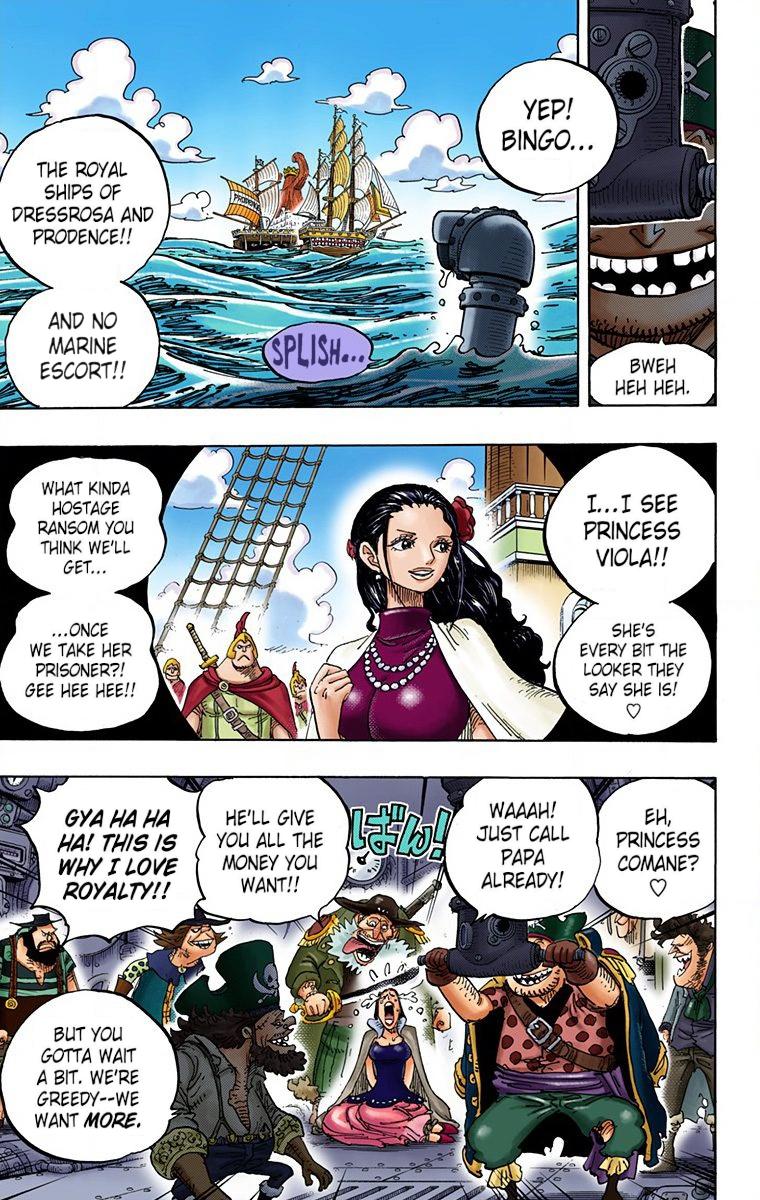 BWEH
HEH HEH.
YEP!
BINGO...
THE ROYAL
SHIPS OF
DRESSROSA AND
PRODENCE!!
AND NO
MARINE
ESCORT!!
SPLISH...
I...I SEE
PRINCESS
VIOLA!!
SHE'S
EVERY BIT THE
LOOKER THEY
SAY SHE IS!
♡
WHAT KINDA
HOSTAGE
RANSOM YOU
THINK WE'LL
GET...
...ONCE
WE TAKE HER
PRISONER?!
GEE HEE HEE!!
EH,
PRINCESS
COMANE?
♡
WAAAH!
JUST CALL
PAPA
ALREADY!
ばん!
HE'LL GIVE
YOU ALL THE
MONEY YOU
WANT!!
GYA HA HA
HA! THIS IS
WHY I LOVE
ROYALTY!!
BUT YOU
GOTTA WAIT
A BIT. WE'RE
GREEDY--WE
WANT MORE.